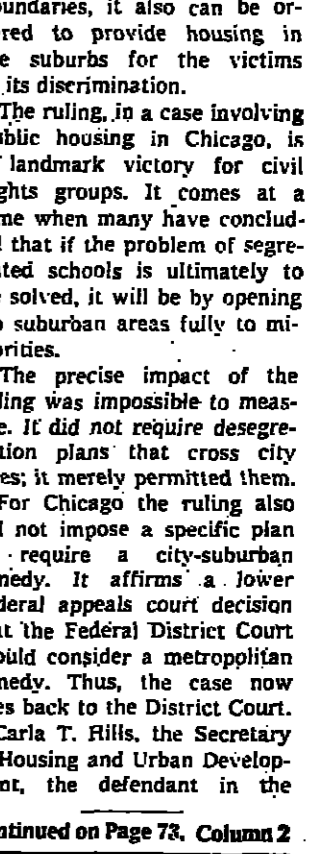 oundaries, it also can be or-
red to provide housing in
e suburbs for the victims
its discrimination.
The ruling, in a case involving
ublic housing in Chicago, is
landmark victory for civil
ghts groups. It comes at a
me when many have conclud-
that if the problem of segre-
ted schools is ultimately to
solved, it will be by opening
suburban areas fully to mi-
orities.
The precise impact of the
ling was impossible to meas-
e. It did not require desegre-
tion plans that cross city
es; it merely permitted them.
For Chicago the ruling also
not impose a specific plan
require a city-suburban
medy. It affirms a lower
deral appeals court decision
at the Federal District Court
ould consider a metropolitan
medy. Thus, the case now
es back to the District Court.
Carla T. Hills, the Secretary
Housing and Urban Develop-
nt, the defendant in the
ntinued on Page 73, Column 2